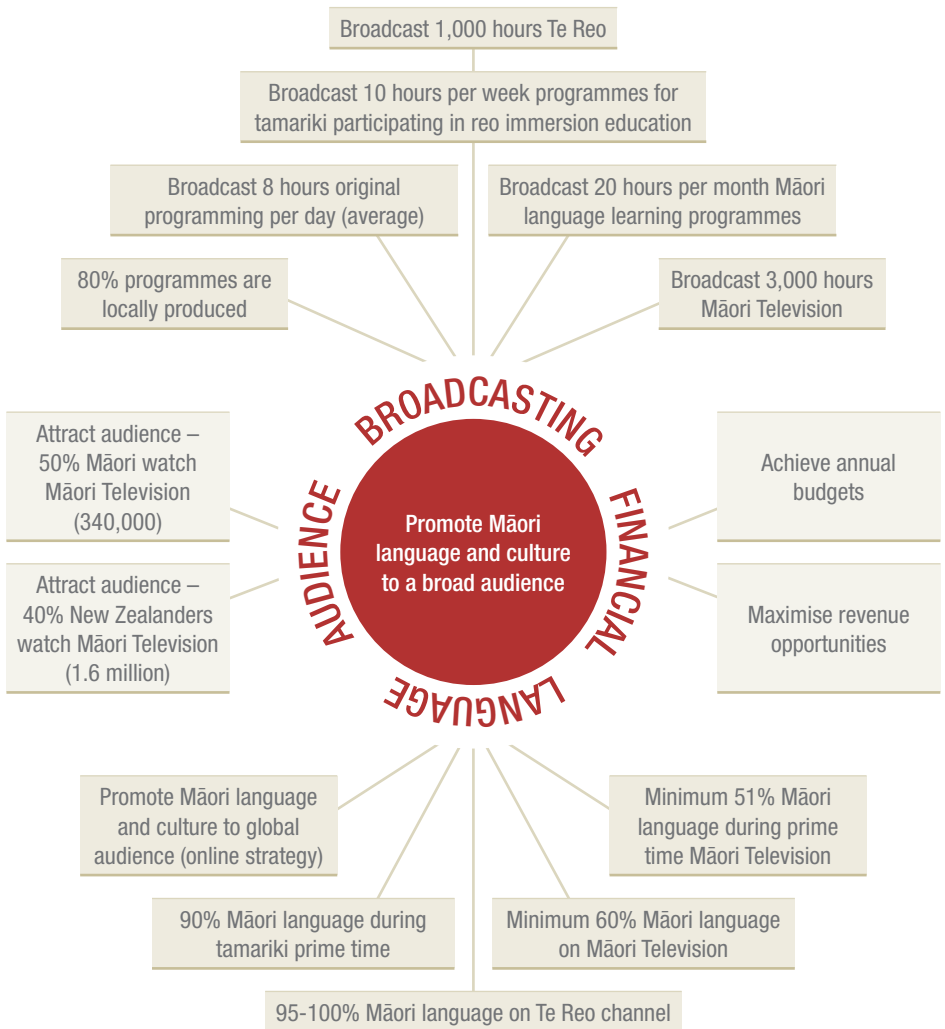 Broadcast 1,000 hours Te Reo
Broadcast 10 hours per week programmes for
tamariki participating in reo immersion education
Broadcast 8 hours original
programming per day (average)
Broadcast 20 hours per month Māori
language learning programmes
80% programmes are
locally produced
Broadcast 3,000 hours
Māori Television
BROADCASTING
Attract audience –
50% Māori watch
Māori Television
(340,000)
Attract audience –
40% New Zealanders
watch Māori Television
(1.6 million)
AUDIENCE
Promote Māori
language and culture
to a broad audience
FINANCIAL
Achieve annual
budgets
Maximise revenue
opportunities
LANGUAGE
Promote Māori language
and culture to global
audience (online strategy)
Minimum 51% Māori
language during prime
time Māori Television
90% Māori language during
tamariki prime time
Minimum 60% Māori language
on Māori Television
95-100% Māori language on Te Reo channel